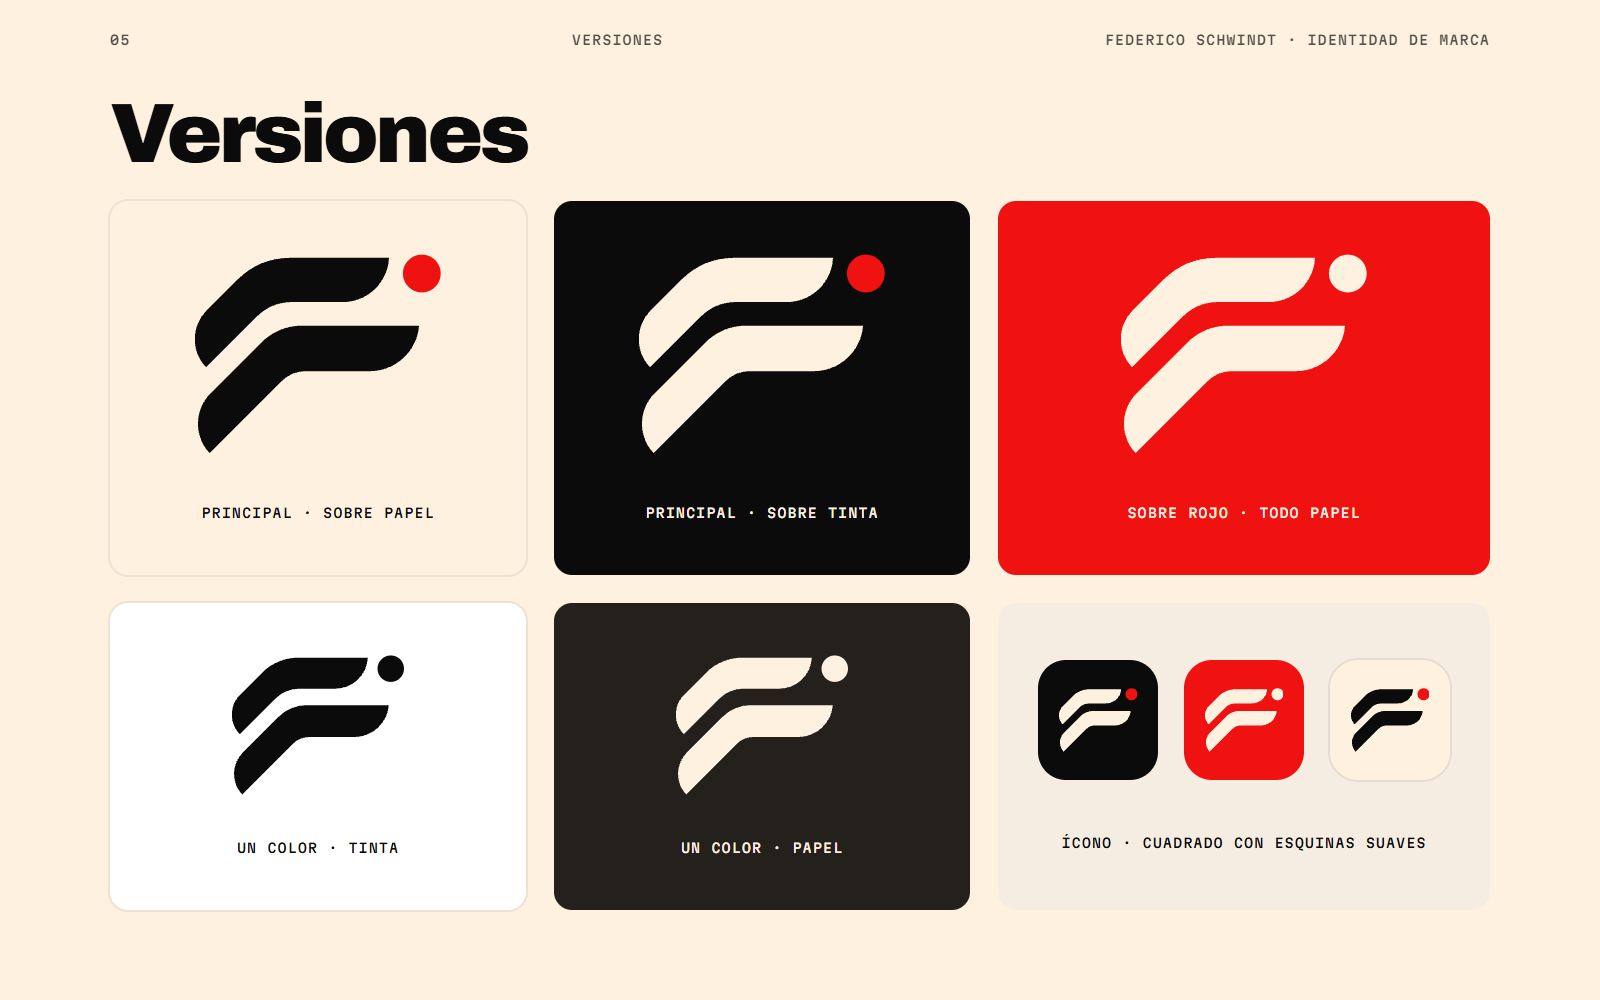 05
VERSIONES
FEDERICO SCHWINDT · IDENTIDAD DE MARCA
Versiones
PRINCIPAL · SOBRE PAPEL
PRINCIPAL · SOBRE TINTA
SOBRE ROJO · TODO PAPEL
UN COLOR · TINTA
UN COLOR · PAPEL
ÍCONO · CUADRADO CON ESQUINAS SUAVES